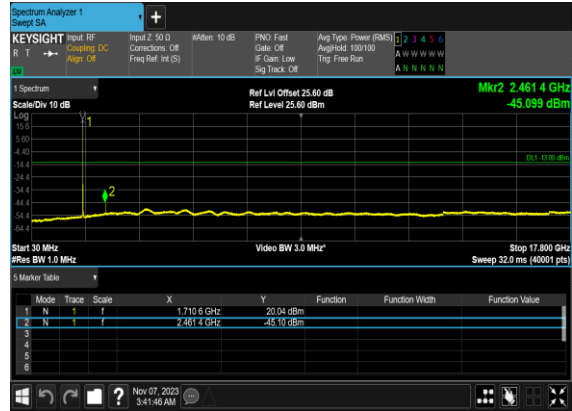 Spectrum Analyzer 1
Swept SA
+
KEYSIGHT Input: RF Input Z: 50 Ω #Atten: 10 dB PNO: Fast Avg Type: Power (RMS) 1 2 3 4 5 6
R T Coupling: DC Corrections: Off Gate: Off Avg|Hold: 100/100 A W W W W W
Align: Off Freq Ref: Int (S) IF Gain: Low Trig: Free Run
Sig Track: Off A N N N N N
1 Spectrum Ref Lvl Offset 25.60 dB Mkr2 2.461 4 GHz
Scale/Div 10 dB Ref Level 25.60 dBm -45.099 dBm
Log
15.6
5.60
-4.40
-14.4
-24.4
-34.4
-44.4
-54.4
-64.4
1
2
DL1 -13.00 dBm
Start 30 MHz Video BW 3.0 MHz* Stop 17.800 GHz
#Res BW 1.0 MHz Sweep 32.0 ms (40001 pts)
5 Marker Table
Mode Trace Scale X Y Function Function Width Function Value
1 N 1 f 1.710 6 GHz 20.04 dBm
2 N 1 f 2.461 4 GHz -45.10 dBm
3
4
5
6
? Nov 07, 2023
3:41:46 AM